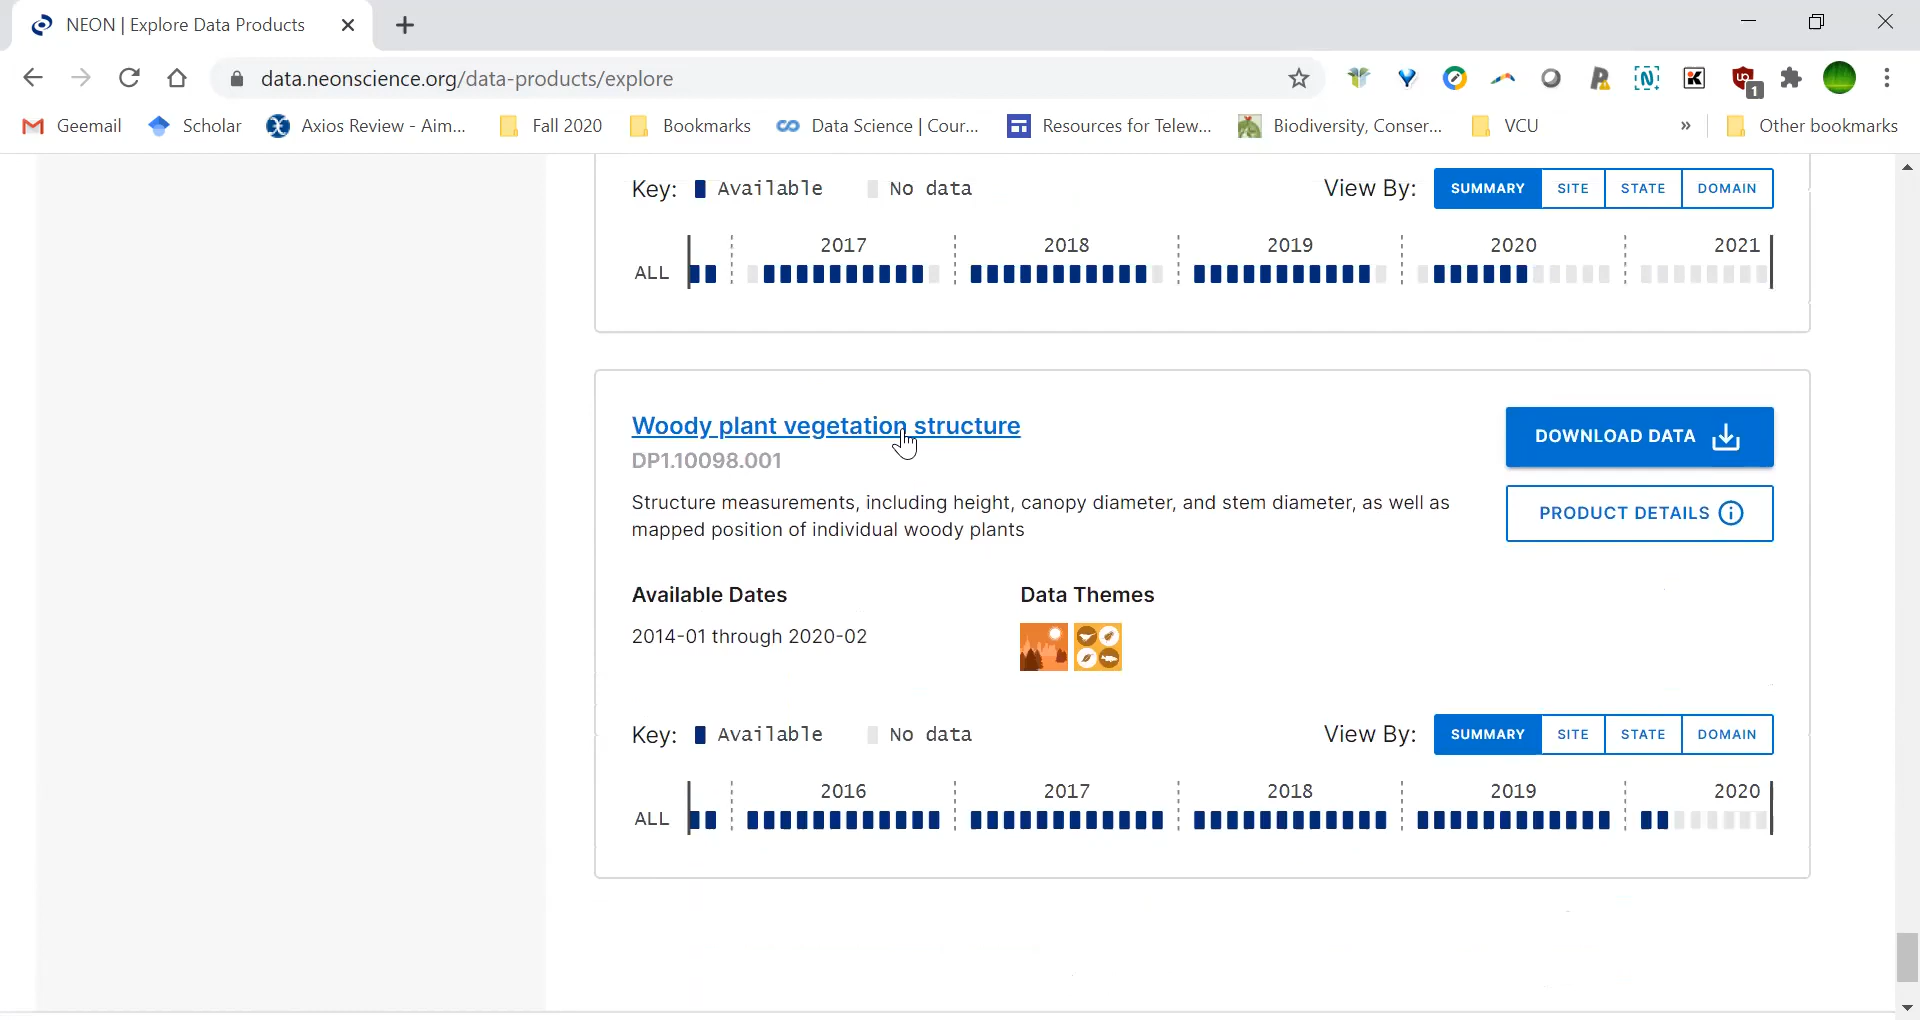 NEON | Explore Data Products
data.neonscience.org/data-products/explore
1
Geemail Scholar Axios Review - Aim... Fall 2020 Bookmarks Data Science | Cour... Resources for Telew... Biodiversity, Conser... VCU » Other bookmarks
Key: Available No data View By: SUMMARY SITE STATE DOMAIN
2017 2018 2019 2020 2021
ALL
Woody plant vegetation structure
DP1.10098.001
DOWNLOAD DATA
Structure measurements, including height, canopy diameter, and stem diameter, as well as
mapped position of individual woody plants
PRODUCT DETAILS
Available Dates Data Themes
2014-01 through 2020-02
Key: Available No data View By: SUMMARY SITE STATE DOMAIN
2016 2017 2018 2019 2020
ALL